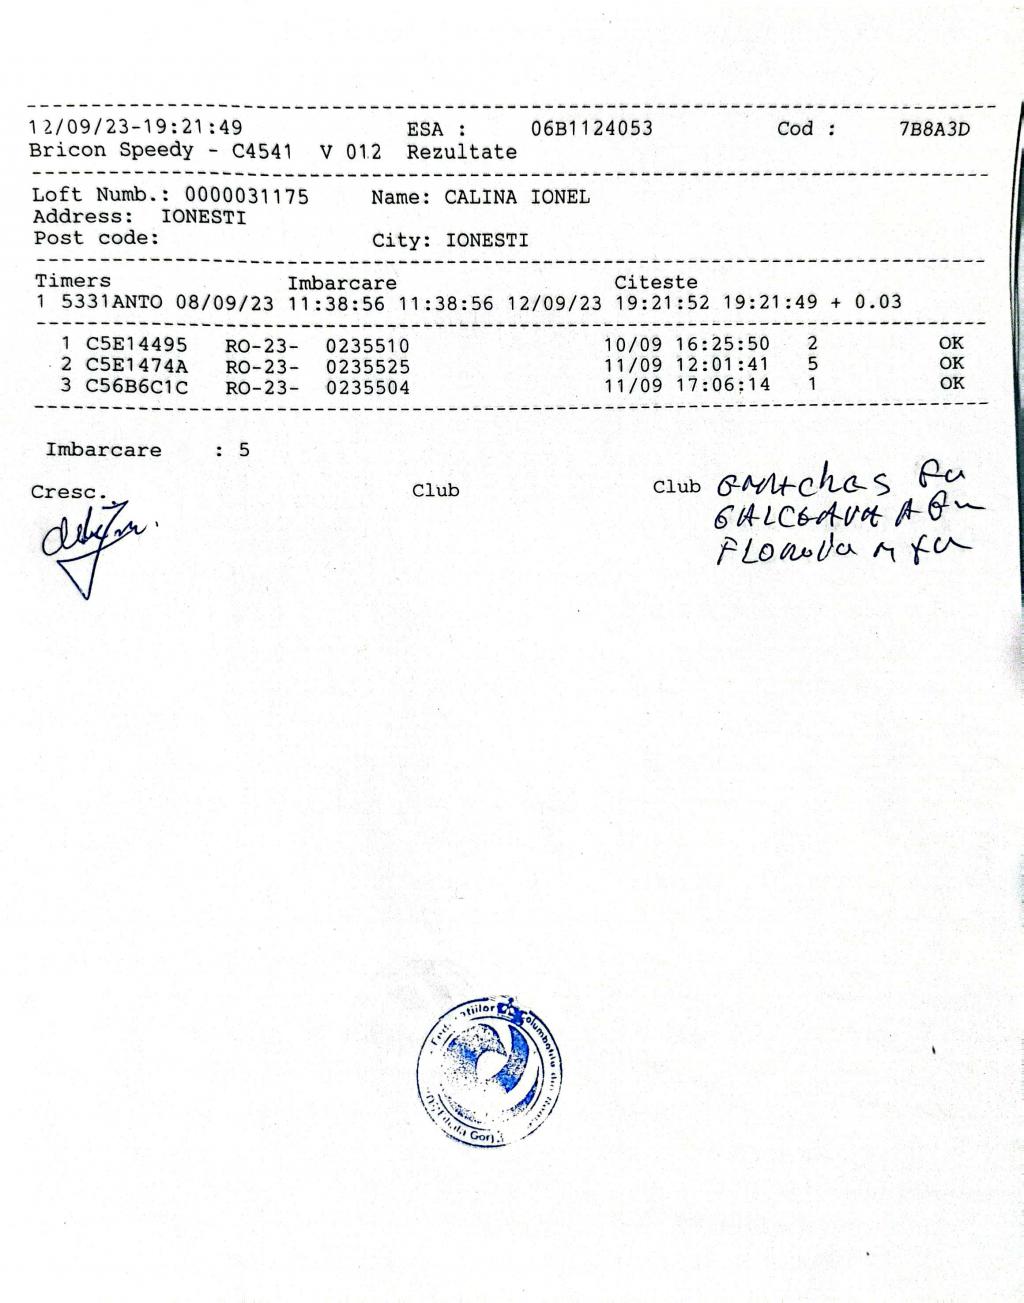 12/09/23-19:21:49 ESA : 06B1124053 Cod : 7B8A3D
Bricon Speedy - C4541 V 012 Rezultate
Loft Numb.: 0000031175 Name: CALINA IONEL
Address: IONESTI
Post code: City: IONESTI
Timers Imbarcare Citeste
1 5331ANTO 08/09/23 11:38:56 11:38:56 12/09/23 19:21:52 19:21:49 + 0.03
1 C5E14495 RO-23- 0235510 10/09 16:25:50 2 OK
2 C5E1474A RO-23- 0235525 11/09 12:01:41 5 OK
3 C56B6C1C RO-23- 0235504 11/09 17:06:14 1 OK
Imbarcare : 5
Cresc. Club Club
Gorj